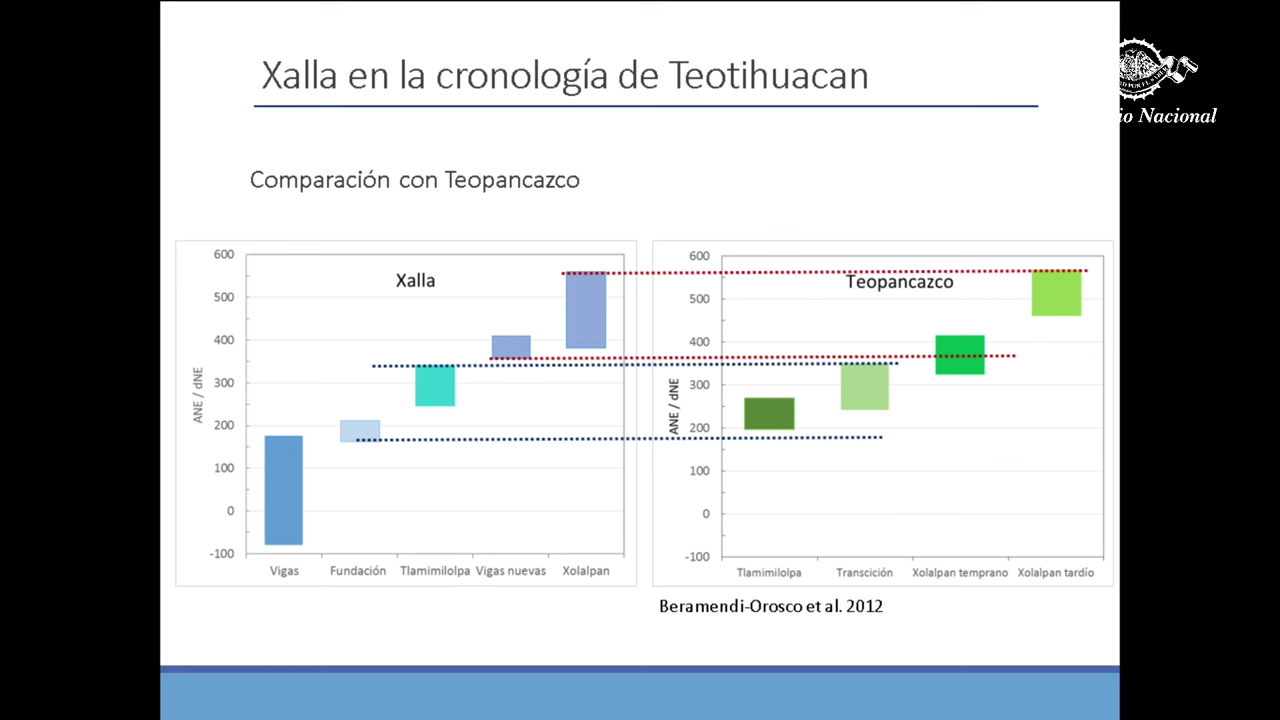 Xalla en la cronología de Teotihuacan
Nacional
Comparación con Teopancazco
600
500
400
300
200
100
0
-100
ANE / dNE
Xalla
Vigas
Fundación
Tlamimilolpa
Vigas nuevas
Xolalpan
600
500
400
300
200
100
0
-100
ANE / dNE
Teopancazco
Tlamimilolpa
Transcición
Xolalpan temprano
Xolalpan tardío
Beramendi-Orosco et al. 2012